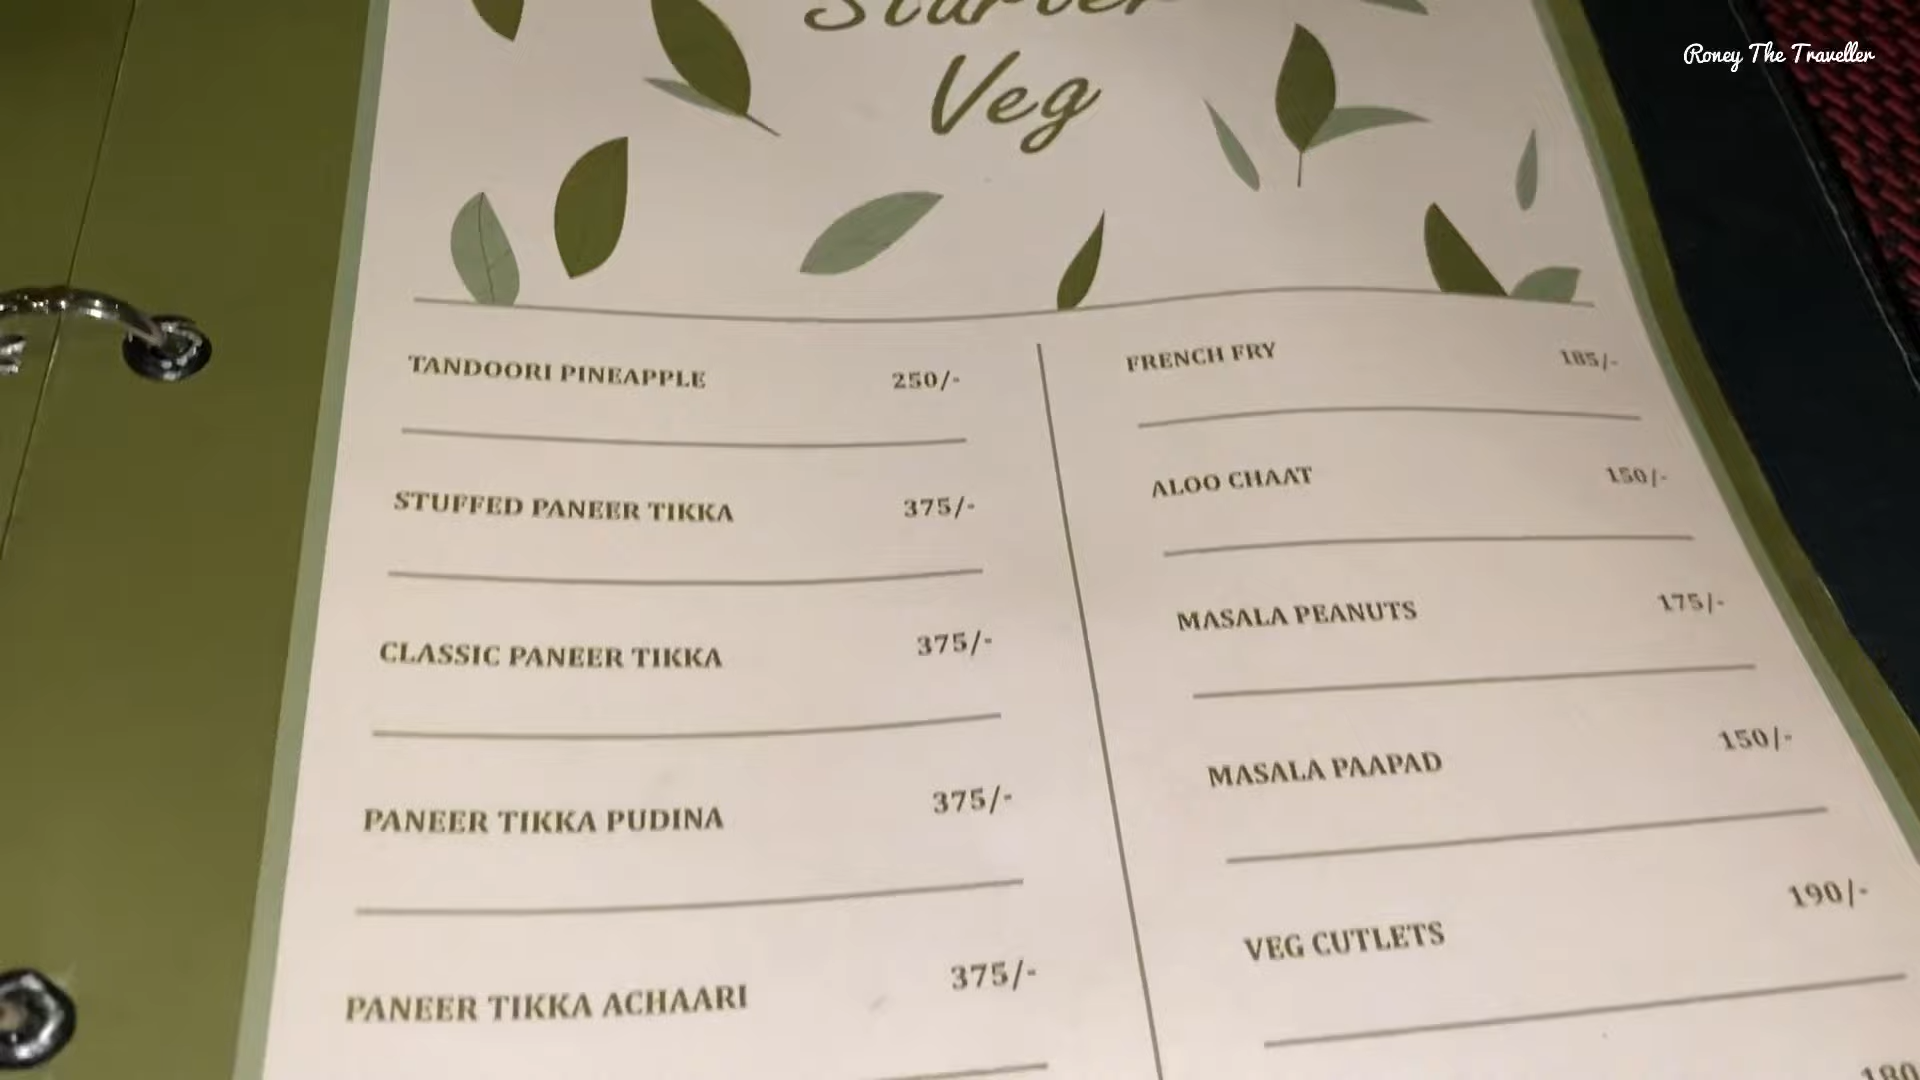 Roney The Traveller
Starter
Veg
TANDOORI PINEAPPLE 250/-
STUFFED PANEER TIKKA 375/-
CLASSIC PANEER TIKKA 375/-
PANEER TIKKA PUDINA 375/-
PANEER TIKKA ACHAARI 375/-
FRENCH FRY 185/-
ALOO CHAAT 150/-
MASALA PEANUTS 175/-
MASALA PAAPAD 150/-
VEG CUTLETS 190/-